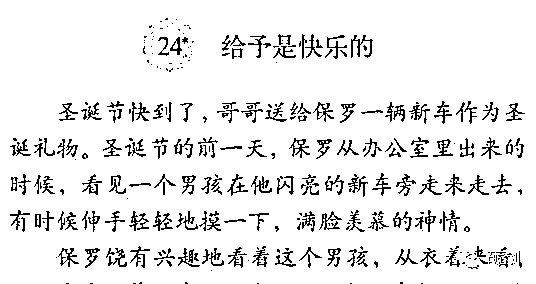 24* 给予是快乐的
圣诞节快到了，哥哥送给保罗一辆新车作为圣
诞礼物。圣诞节的前一天，保罗从办公室里出来的
时候，看见一个男孩在他闪亮的新车旁走来走去，
有时候伸手轻轻地摸一下，满脸羡慕的神情。
保罗饶有兴趣地看着这个男孩，从衣着来看，